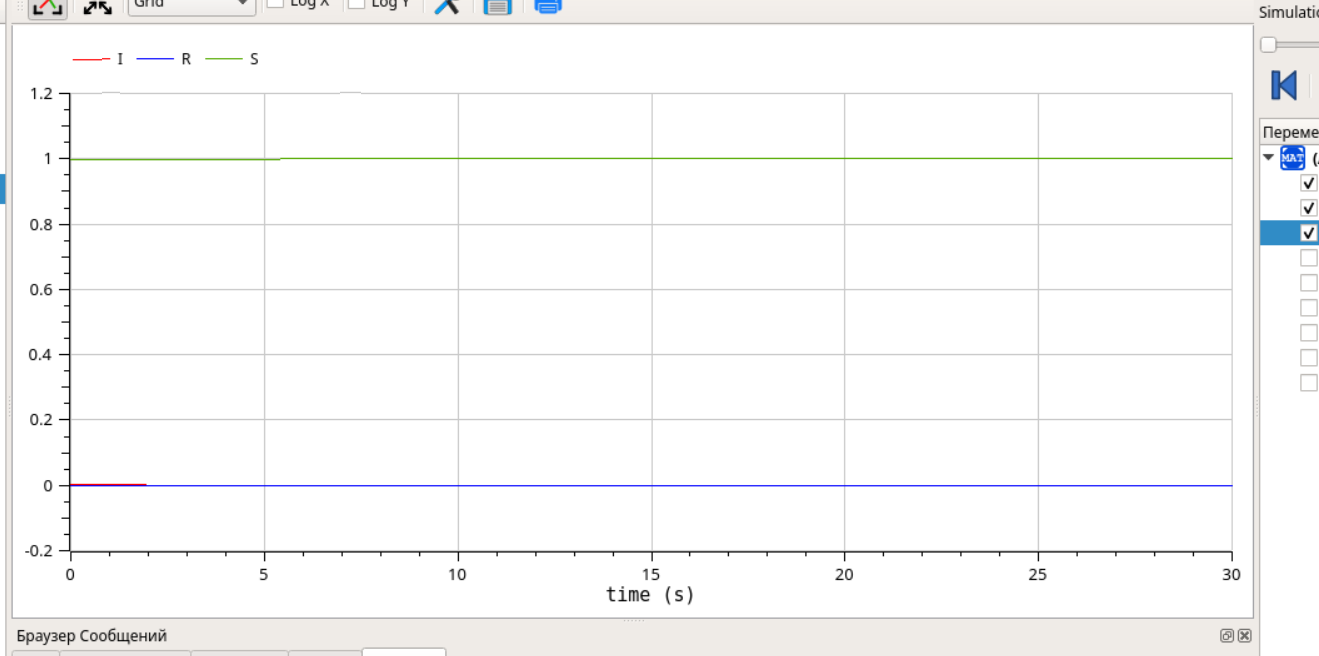 Grid Log X Log Y
Simulati
I R S
1.2
1
0.8
0.6
0.4
0.2
0
-0.2
0 5 10 15 20 25 30
time (s)
Переме
MAT (
Браузер Сообщений